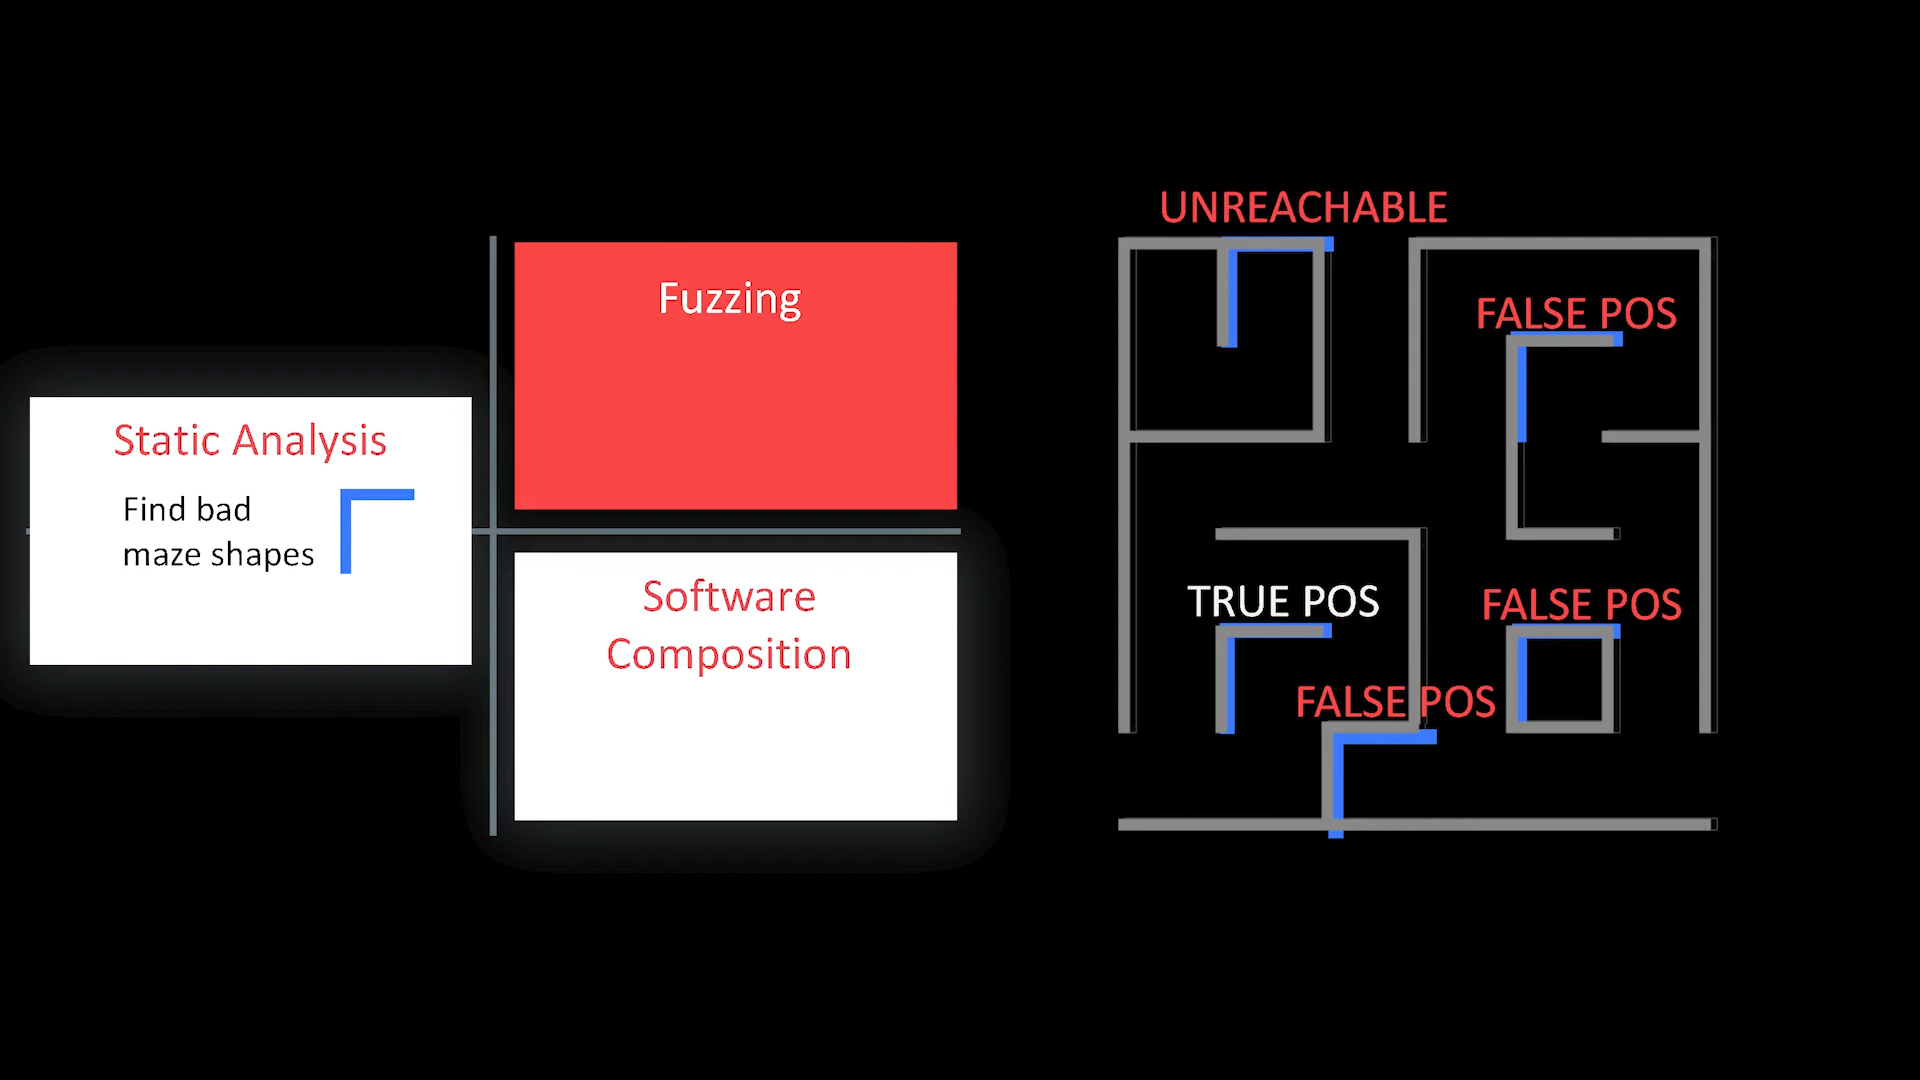 Static Analysis
Find bad
maze shapes
Fuzzing
Software
Composition
UNREACHABLE
FALSE POS
TRUE POS
FALSE POS
FALSE POS